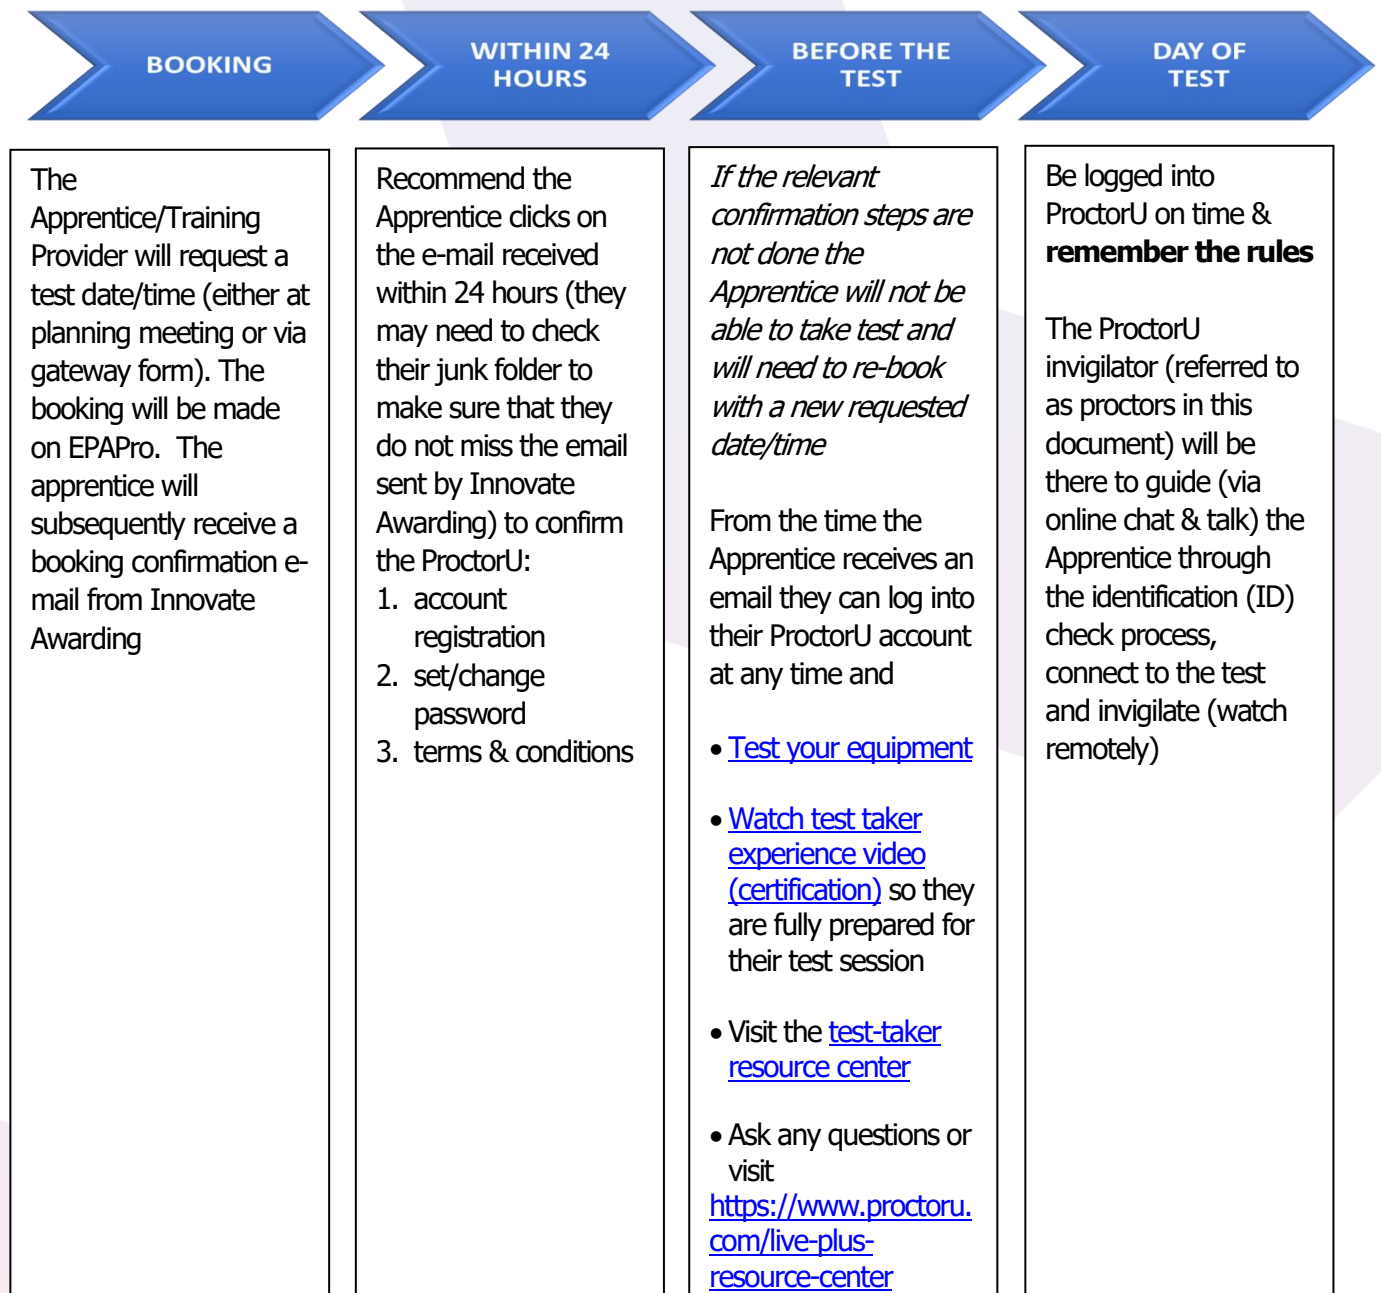 BOOKING
WITHIN 24
HOURS
BEFORE THE
TEST
DAY OF
TEST
The
Apprentice/Training
Provider will request a
test date/time (either at
planning meeting or via
gateway form). The
booking will be made
on EPAPro.  The
apprentice will
subsequently receive a
booking confirmation e-
mail from Innovate
Awarding
Recommend the
Apprentice clicks on
the e-mail received
within 24 hours (they
may need to check
their junk folder to
make sure that they
do not miss the email
sent by Innovate
Awarding) to confirm
the ProctorU:
1. account
registration
2. set/change
password
3. terms & conditions
If the relevant
confirmation steps are
not done the
Apprentice will not be
able to take test and
will need to re-book
with a new requested
date/time
From the time the
Apprentice receives an
email they can log into
their ProctorU account
at any time and
• Test your equipment
• Watch test taker
experience video
(certification) so they
are fully prepared for
their test session
• Visit the test-taker
resource center
• Ask any questions or
visit
https://www.proctoru.
com/live-plus-
resource-center
Be logged into
ProctorU on time &
remember the rules
The ProctorU
invigilator (referred to
as proctors in this
document) will be
there to guide (via
online chat & talk) the
Apprentice through
the identification (ID)
check process,
connect to the test
and invigilate (watch
remotely)